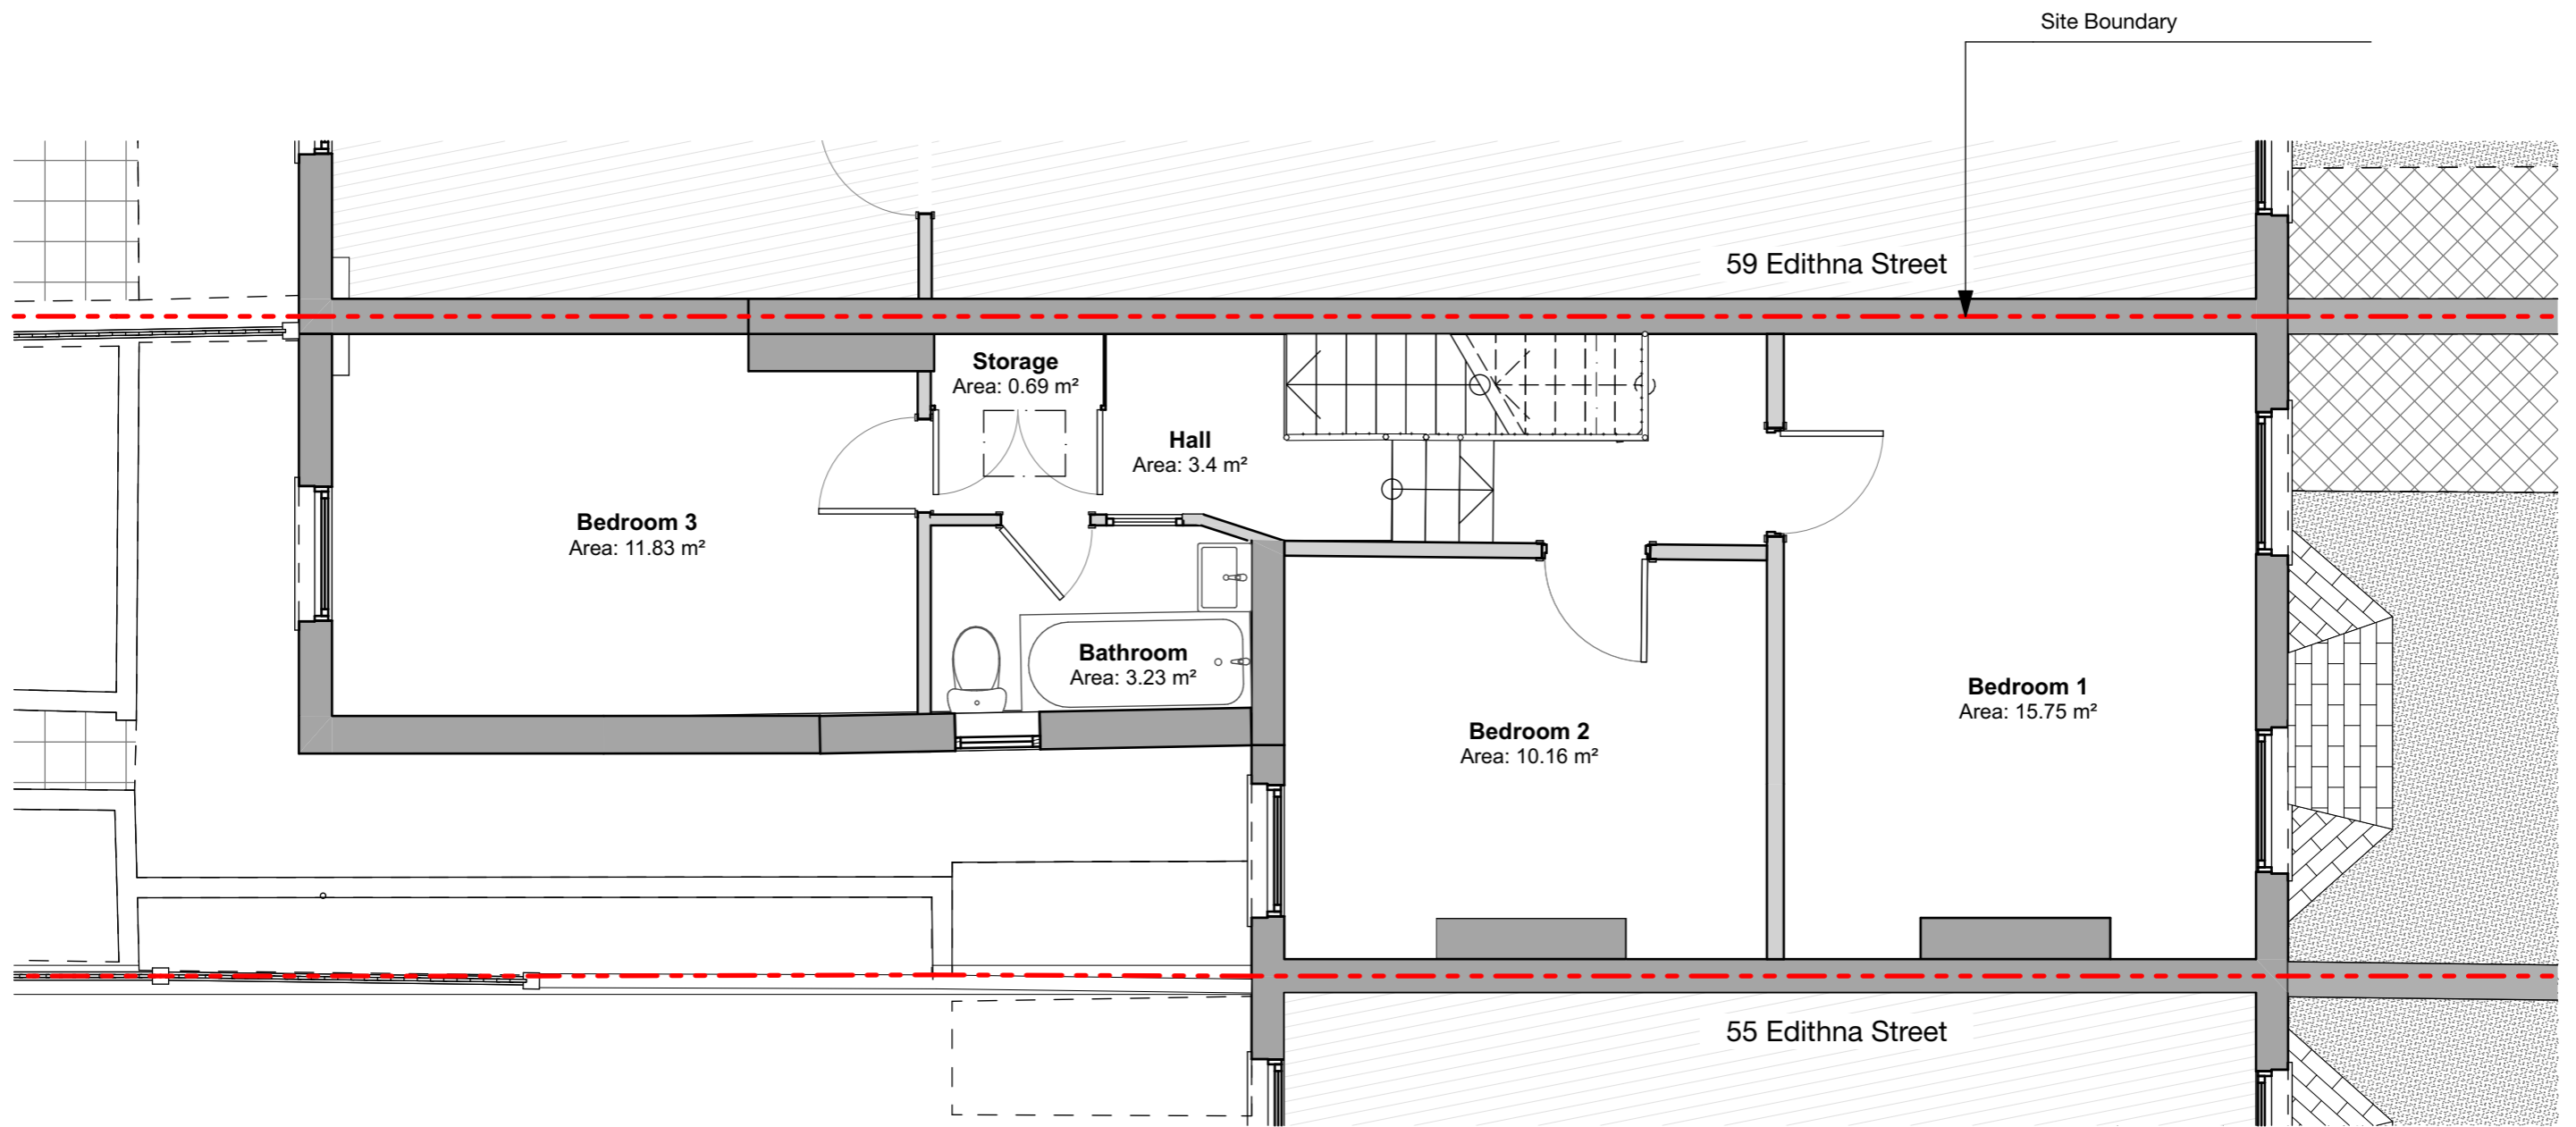 Site Boundary
59 Edithna Street
Storage
Area: 0.69 m²
Hall
Area: 3.4 m²
Bedroom 3
Area: 11.83 m²
Bathroom
Area: 3.23 m²
Bedroom 2
Area: 10.16 m²
Bedroom 1
Area: 15.75 m²
55 Edithna Street